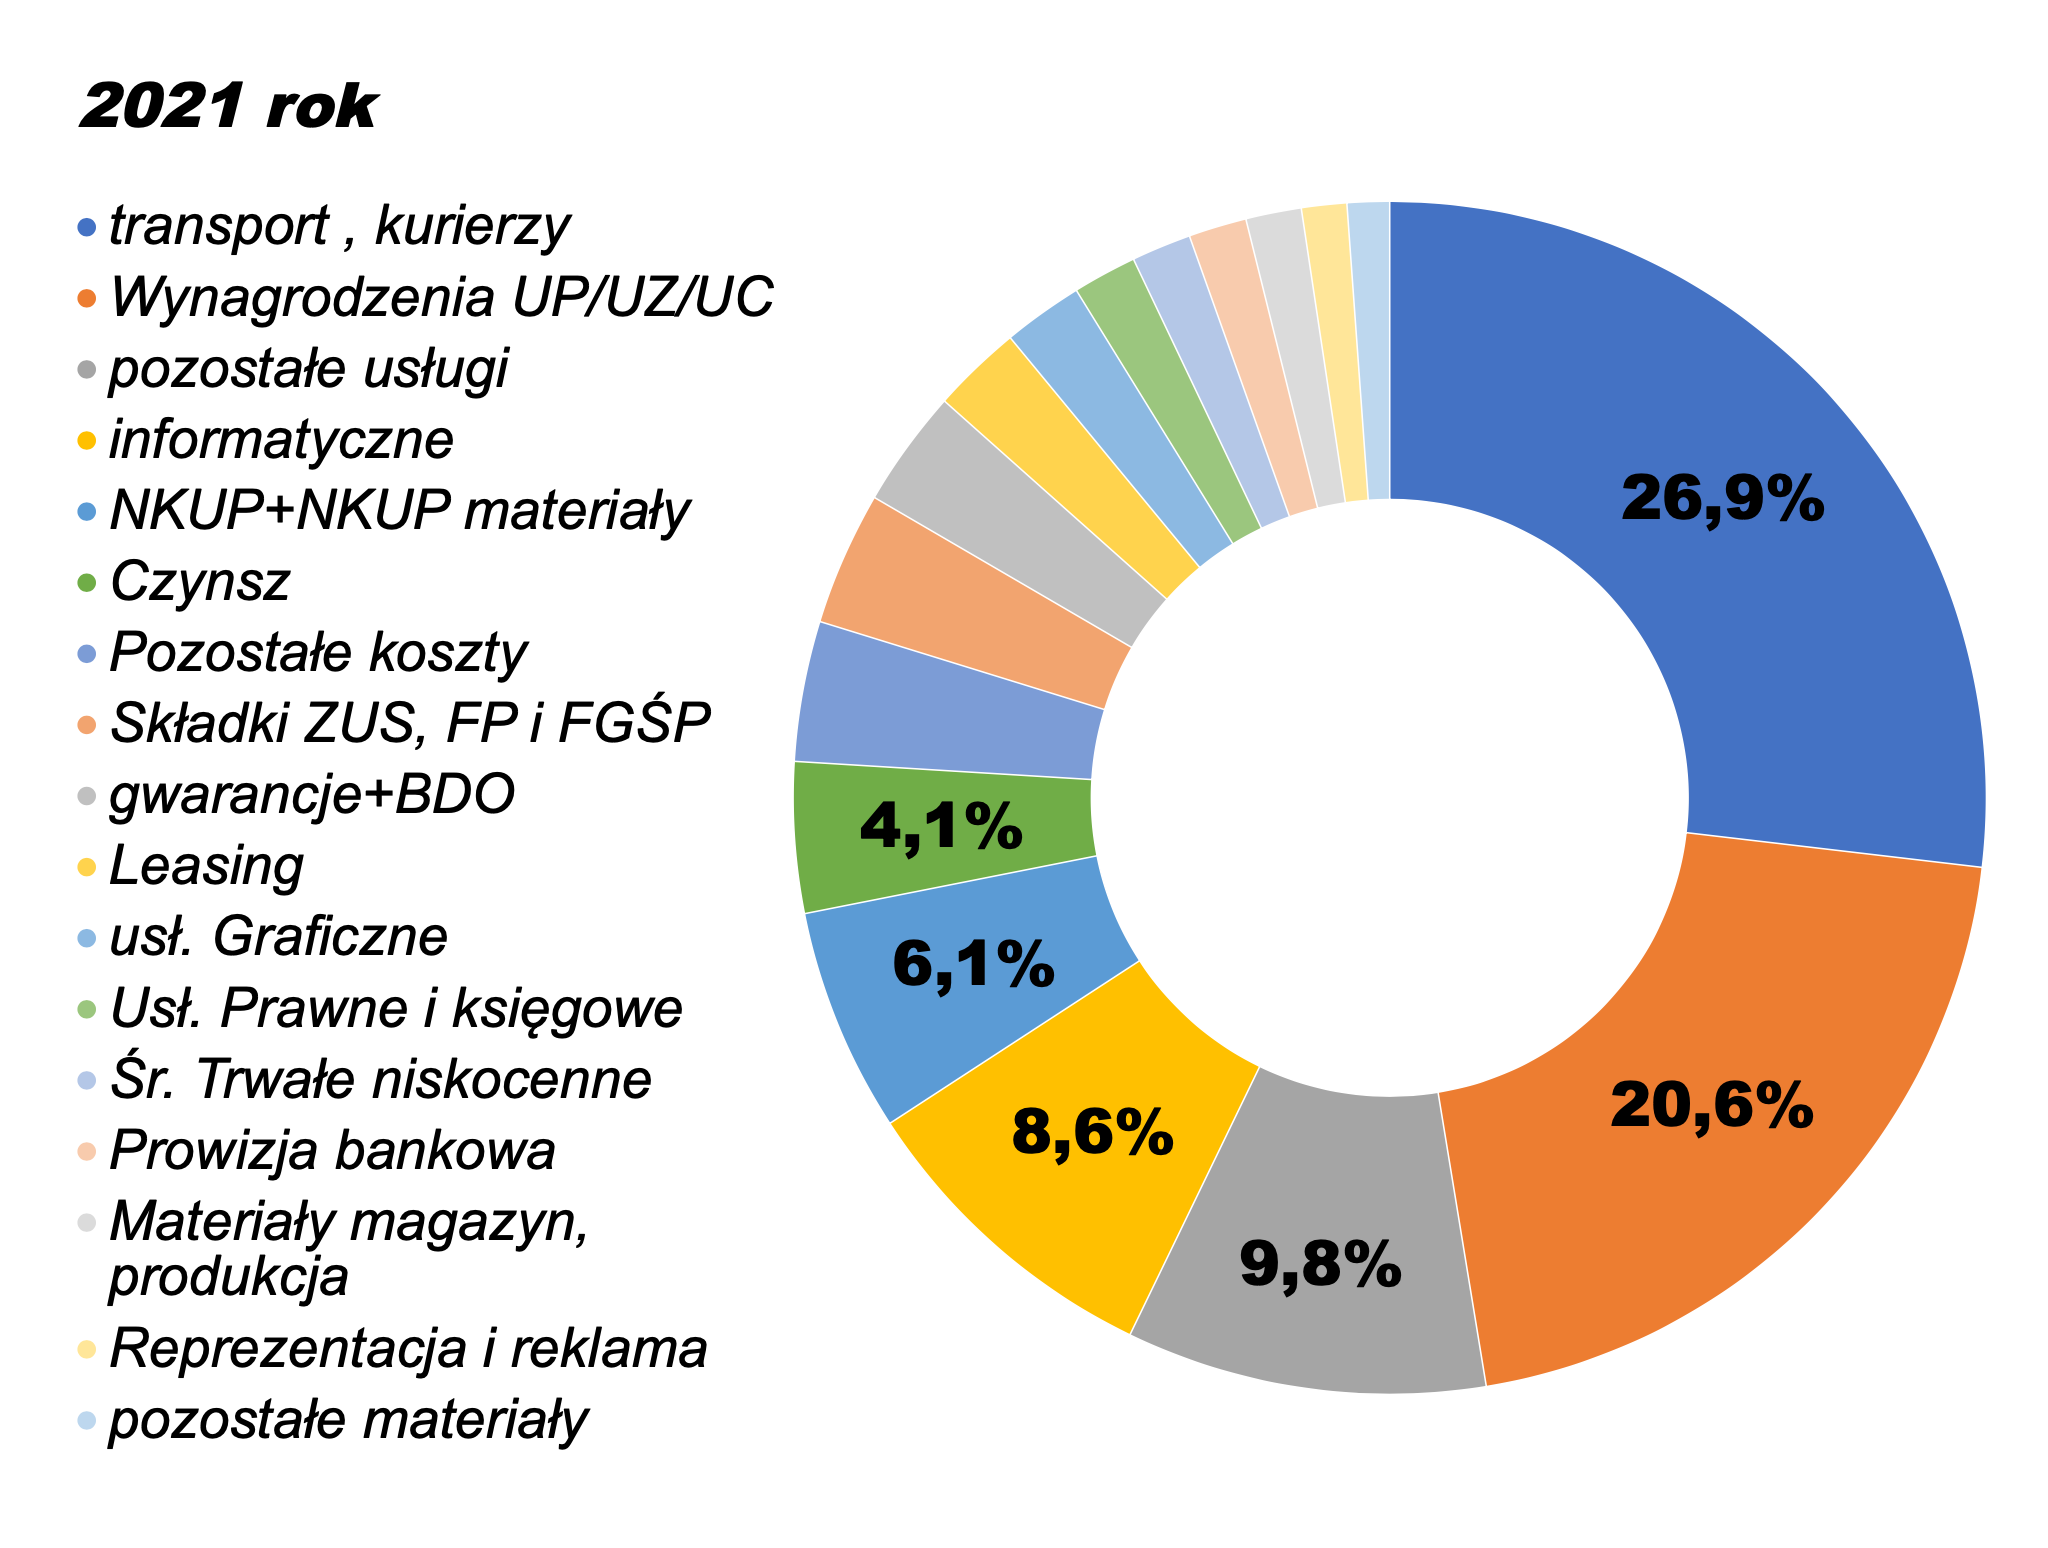 2021 rok
transport , kurierzy
Wynagrodzenia UP/UZ/UC
pozostałe usługi
informatyczne
NKUP+NKUP materiały
Czynsz
Pozostałe koszty
Składki ZUS, FP i FGŚP
gwarancje+BDO
Leasing
usł. Graficzne
Usł. Prawne i księgowe
Śr. Trwałe niskocenne
Prowizja bankowa
Materiały magazyn,
produkcja
Reprezentacja i reklama
pozostałe materiały
26,9%
20,6%
9,8%
8,6%
6,1%
4,1%